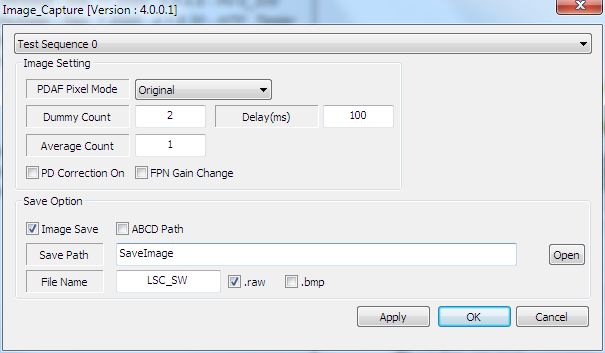 Image_Capture [Version : 4.0.0.1]
Test Sequence 0
Image Setting
PDAF Pixel Mode Original
Dummy Count 2 Delay(ms) 100
Average Count 1
PD Correction On FPN Gain Change
Save Option
Image Save ABCD Path
Save Path SaveImage Open
File Name LSC_SW .raw .bmp
Apply OK Cancel